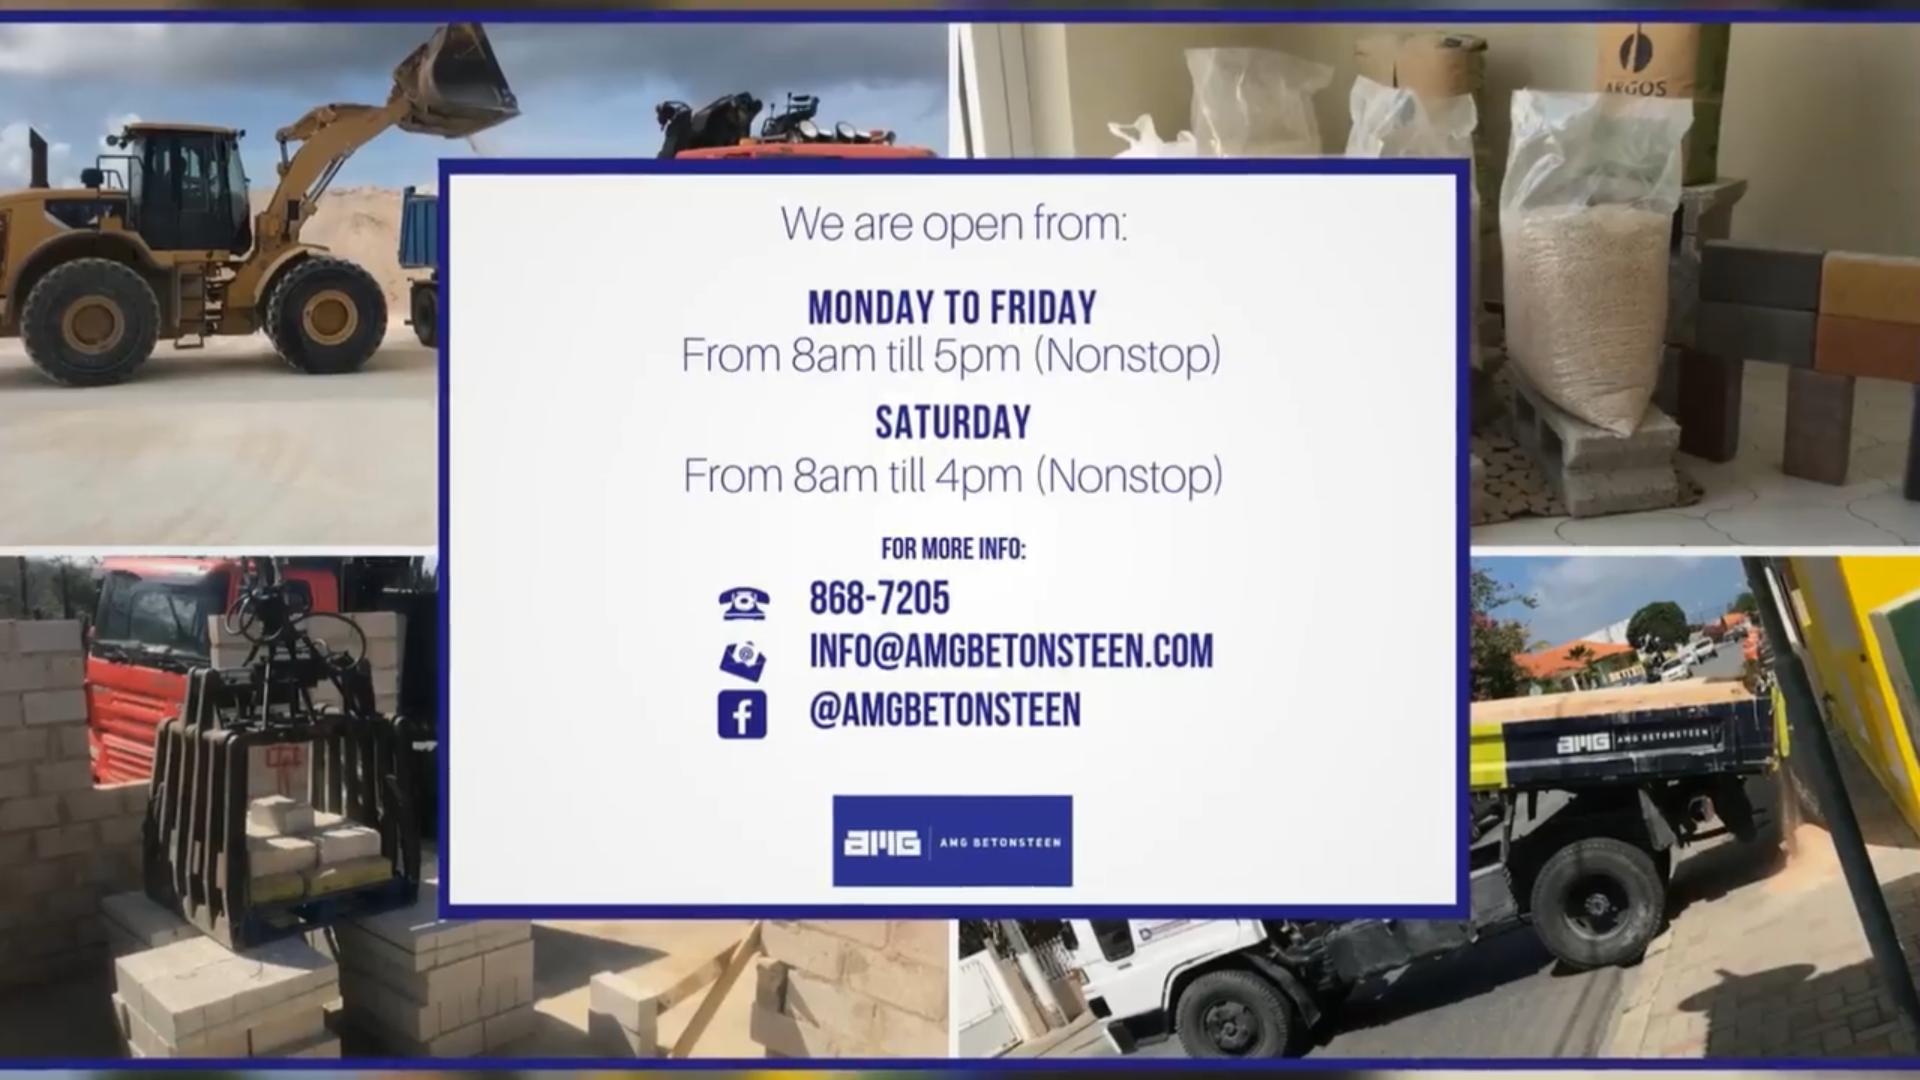 ARGOS
We are open from:
MONDAY TO FRIDAY
From 8am till 5pm (Nonstop)
SATURDAY
From 8am till 4pm (Nonstop)
FOR MORE INFO:
868-7205
INFO@AMGBETONSTEEN.COM
@AMGBETONSTEEN
AMG BETONSTEEN
AMG | AMG BETONSTEEN